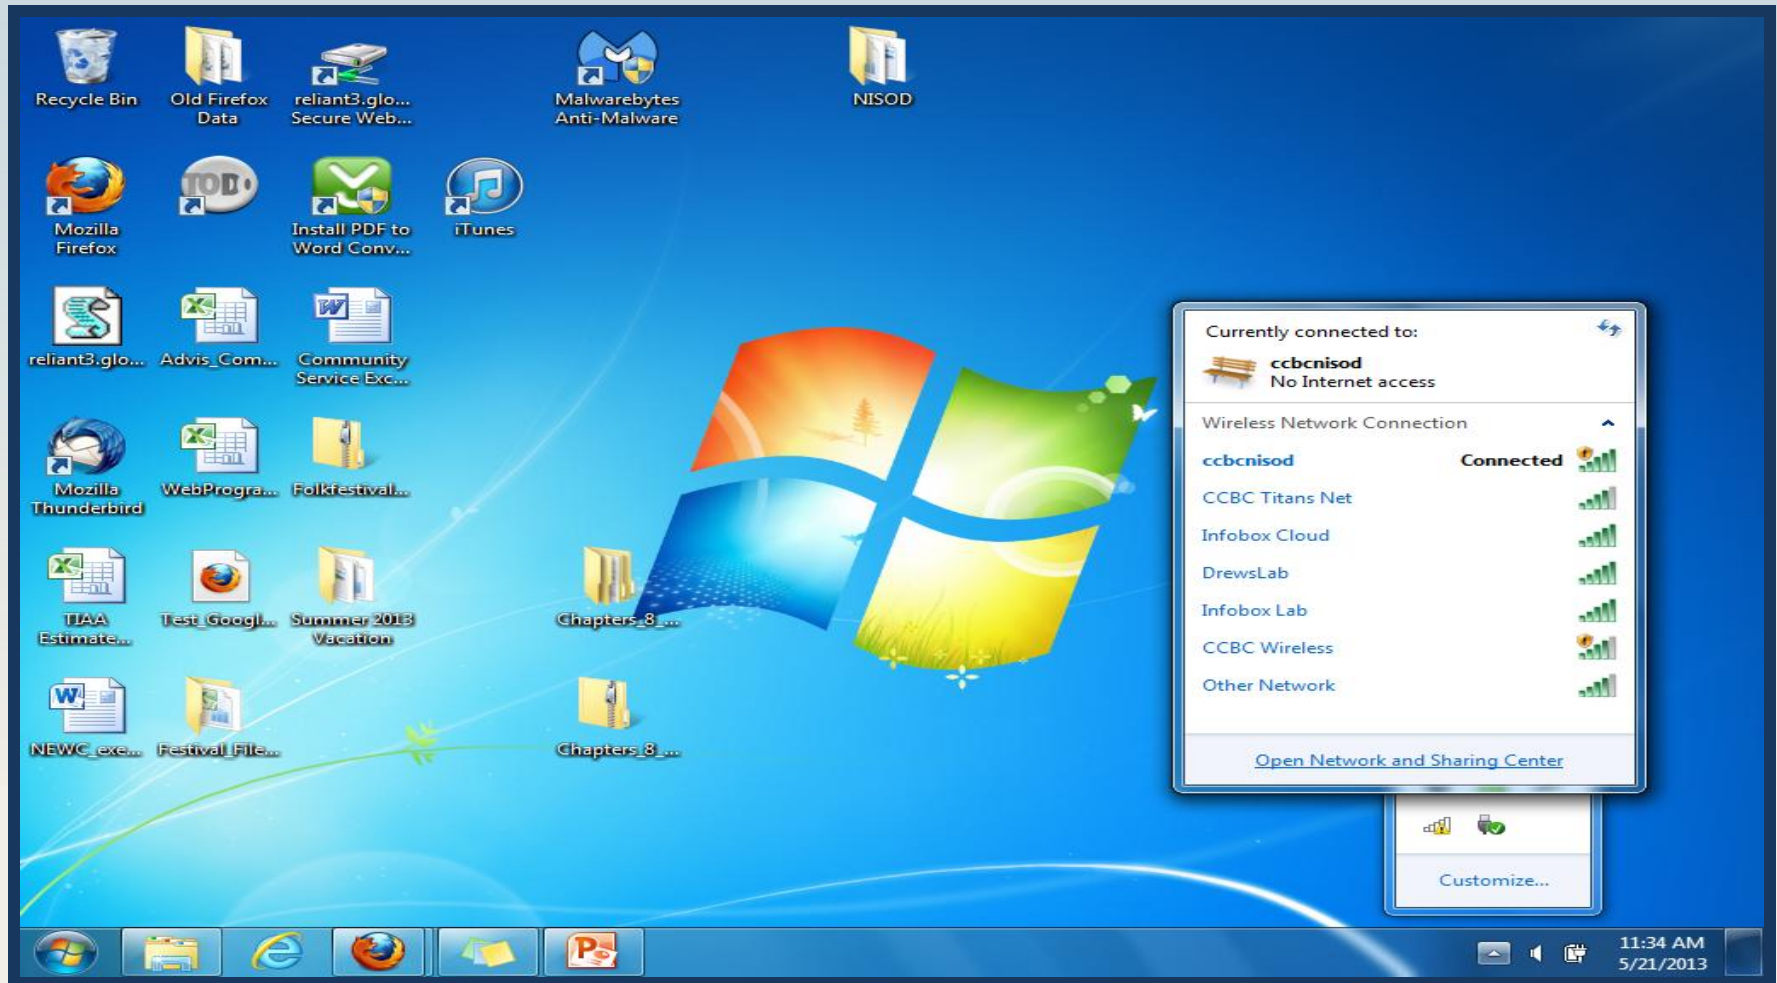 Recycle Bin
Old Firefox
Data
reliant3.glo...
Secure Web...
Malwarebytes
Anti-Malware
NISOD
Mozilla
Firefox
Install PDF to
Word Conv...
iTunes
reliant3.glo...
Advis_Com...
Community
Service Exc...
Mozilla
Thunderbird
WebProgra...
Folkfestival...
TIAA
Estimate...
Test_Googl...
Summer 2013
Vacation
Chapters_8_...
NEWC_exe...
Festival_File...
Chapters_8_...
Currently connected to:
ccbcnisod
No Internet access
Wireless Network Connection
ccbcnisod Connected
CCBC Titans Net
Infobox Cloud
DrewsLab
Infobox Lab
CCBC Wireless
Other Network
Open Network and Sharing Center
Customize...
11:34 AM
5/21/2013